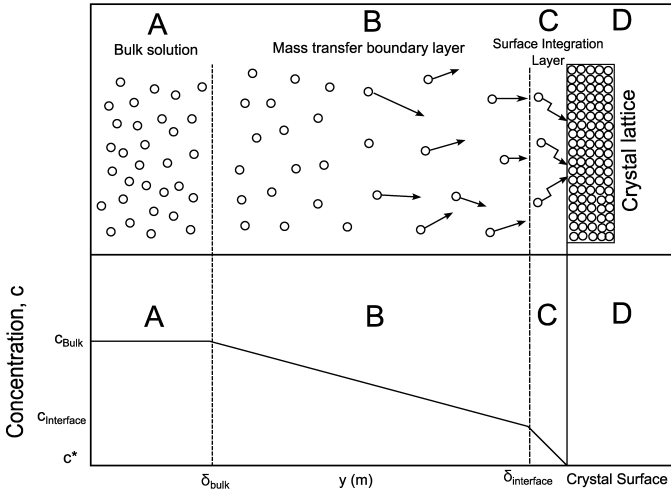 A
B
C
D
Bulk solution
Mass transfer boundary layer
Surface Integration
Layer
Crystal lattice
Concentration, c
A
B
C
D
cBulk
cInterface
c*
δbulk
y (m)
δinterface
Crystal Surface